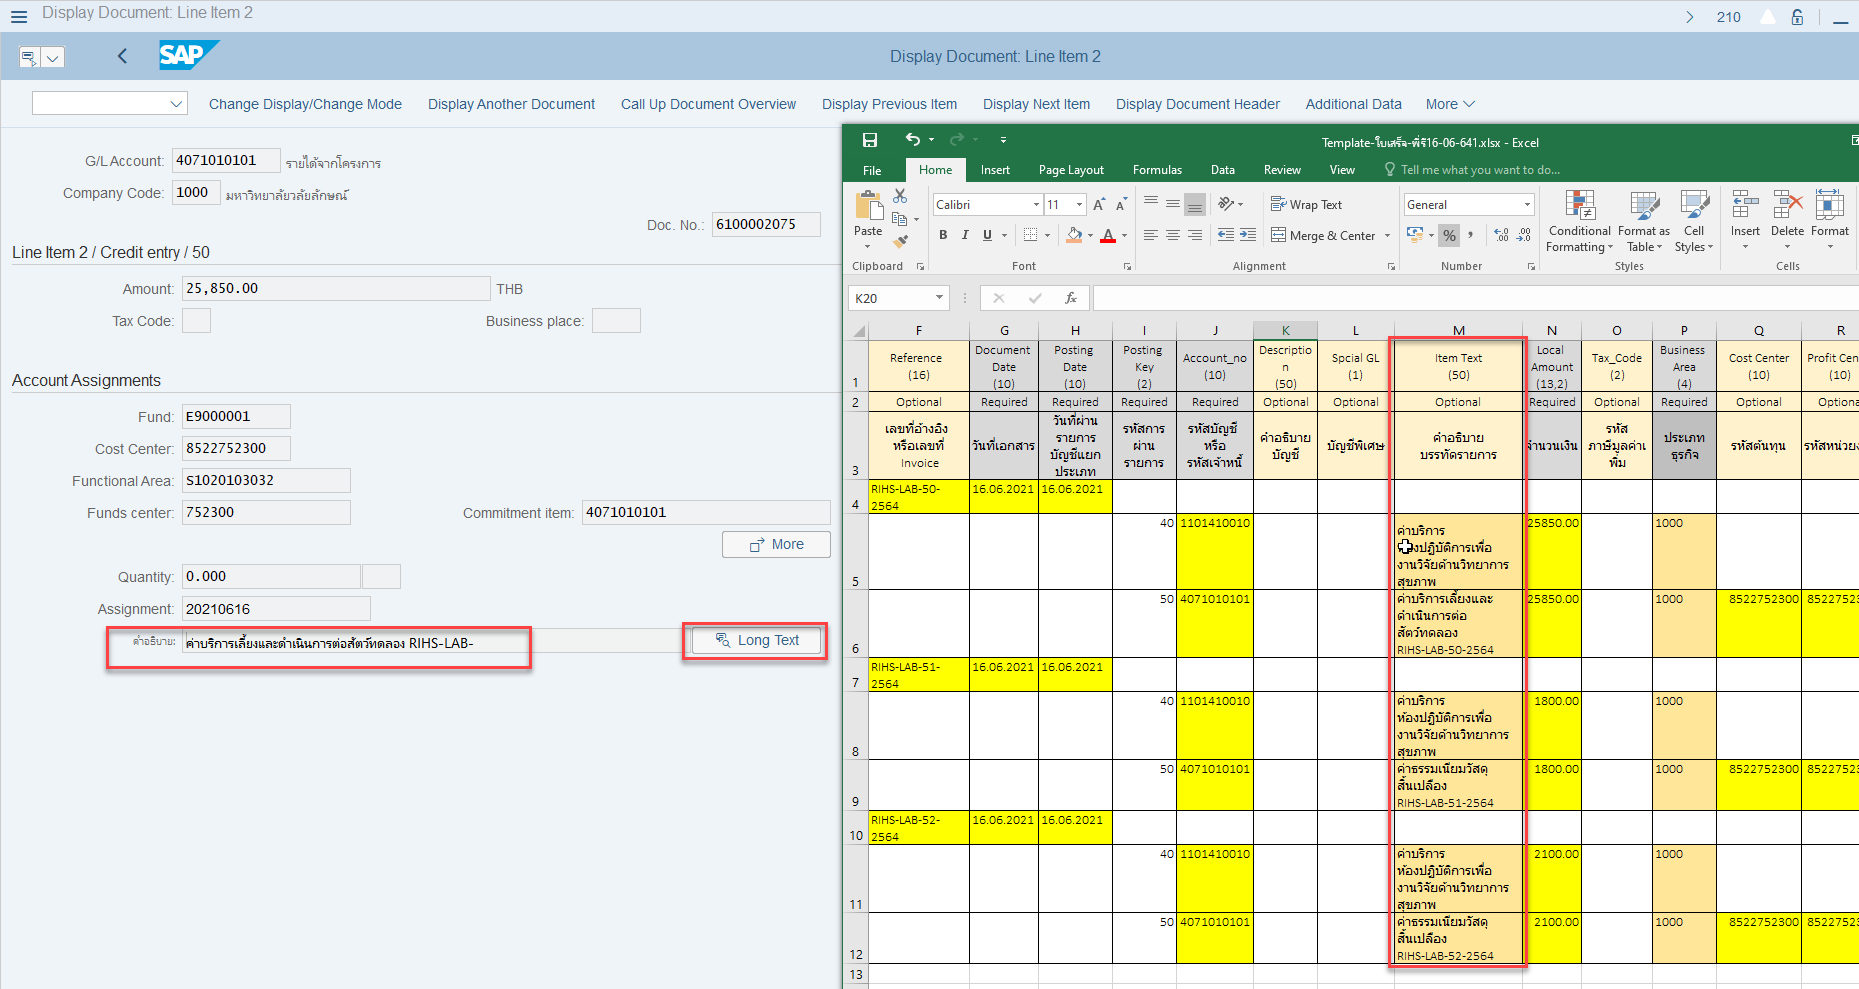 Display Document: Line Item 2
210
SAP
Display Document: Line Item 2
Change Display/Change Mode
Display Another Document
Call Up Document Overview
Display Previous Item
Display Next Item
Display Document Header
Additional Data
More
G/L Account: 4071010101 รายได้จากโครงการ
Company Code: 1000 มหาวิทยาลัยวลัยลักษณ์
Doc. No.: 6100002075
Line Item 2 / Credit entry / 50
Amount: 25,850.00 THB
Tax Code:
Business place:
Account Assignments
Fund: E9000001
Cost Center: 8522752300
Functional Area: S1020103032
Funds center: 752300
Commitment item: 4071010101
More
Quantity: 0.000
Assignment: 20210616
คำอธิบาย: ค่าบริการเลี้ยงและดำเนินการต่อสัตว์ทดลอง RIHS-LAB-
Long Text
Template-ใบเสร็จ-พี่รี16-06-641.xlsx - Excel
File Home Insert Page Layout Formulas Data Review View Tell me what you want to do...
Paste
Clipboard
Calibri 11
B I U
Font
Wrap Text
Merge & Center
Alignment
General
%
Number
Conditional Formatting
Format as Table
Cell Styles
Styles
Insert Delete Format
Cells
K20
fx
F G H I J K L M N O P Q R
1
Reference (16)
Document Date (10)
Posting Date (10)
Posting Key (2)
Account_no (10)
Descriptio
n
(50)
Spcial GL (1)
Item Text (50)
Local Amount (13,2)
Tax_Code (2)
Business Area (4)
Cost Center (10)
Profit Cen
(10)
2 Optional Required Required Required Required Optional Optional Optional Required Optional Required Optional Optiona
3
เลขที่อ้างอิง
หรือเลขที่
Invoice
วันที่เอกสาร
วันที่ผ่าน
รายการ
บัญชีแยก
ประเภท
รหัสการ
ผ่าน
รายการ
รหัสบัญชี
หรือ
รหัสเจ้าหนี้
คำอธิบาย
บัญชี
บัญชีพิเศษ
คำอธิบาย
บรรทัดรายการ
จำนวนเงิน
รหัส
ภาษีมูลค่าเ
พิ่ม
ประเภท
ธุรกิจ
รหัสต้นทุน
รหัสหน่วย
4 RIHS-LAB-50-
2564
16.06.2021 16.06.2021
5 40 1101410010
ค่าบริการ
ห้องปฏิบัติการเพื่อ
งานวิจัยด้านวิทยาการ
สุขภาพ
25850.00 1000
6 50 4071010101
ค่าบริการเลี้ยงและ
ดำเนินการต่อ
สัตว์ทดลอง
RIHS-LAB-50-2564
25850.00 1000 8522752300 8522752
7 RIHS-LAB-51-
2564
16.06.2021 16.06.2021
8 40 1101410010
ค่าบริการ
ห้องปฏิบัติการเพื่อ
งานวิจัยด้านวิทยาการ
สุขภาพ
1800.00 1000
9 50 4071010101
ค่าธรรมเนียมวัสดุ
สิ้นเปลือง
RIHS-LAB-51-2564
1800.00 1000 8522752300 8522752
10 RIHS-LAB-52-
2564
16.06.2021 16.06.2021
11 40 1101410010
ค่าบริการ
ห้องปฏิบัติการเพื่อ
งานวิจัยด้านวิทยาการ
สุขภาพ
2100.00 1000
12 50 4071010101
ค่าธรรมเนียมวัสดุ
สิ้นเปลือง
RIHS-LAB-52-2564
2100.00 1000 8522752300 8522752
13